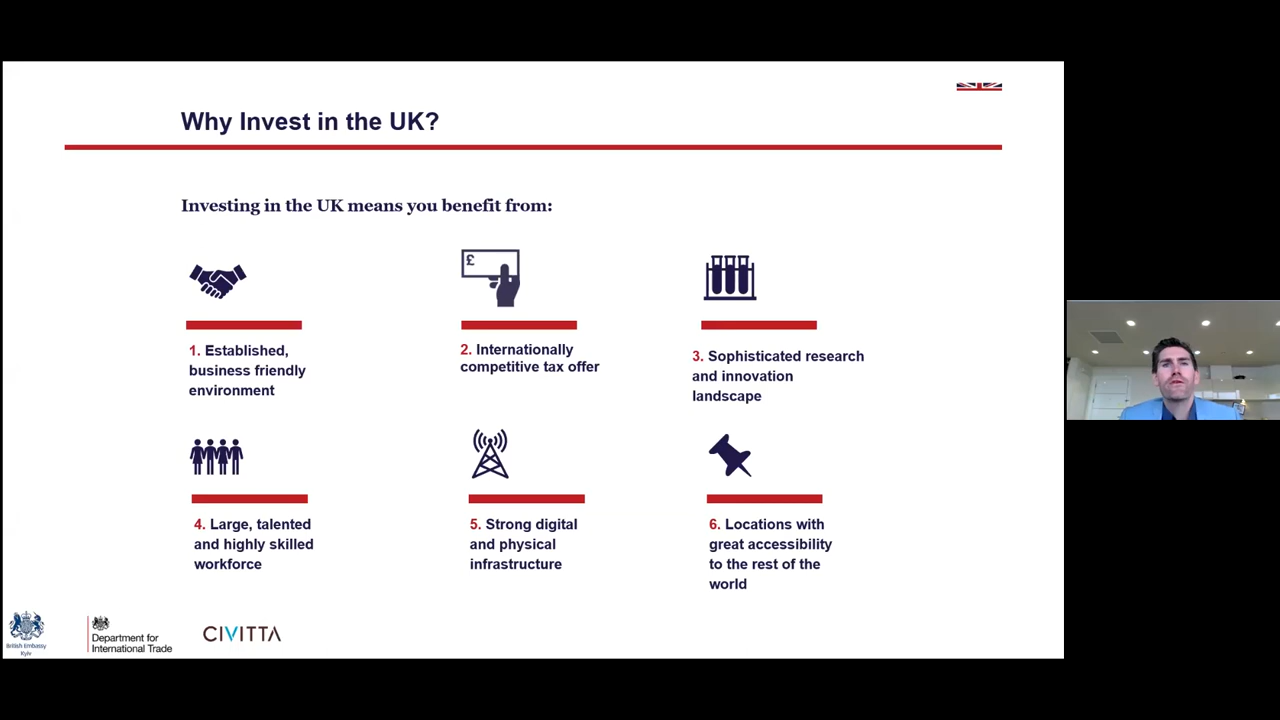 Why Invest in the UK?
Investing in the UK means you benefit from:
£
1. Established,
business friendly
environment
2. Internationally
competitive tax offer
3. Sophisticated research
and innovation
landscape
4. Large, talented
and highly skilled
workforce
5. Strong digital
and physical
infrastructure
6. Locations with
great accessibility
to the rest of the
world
British Embassy
Kyiv
Department for
International Trade
CIVITTA